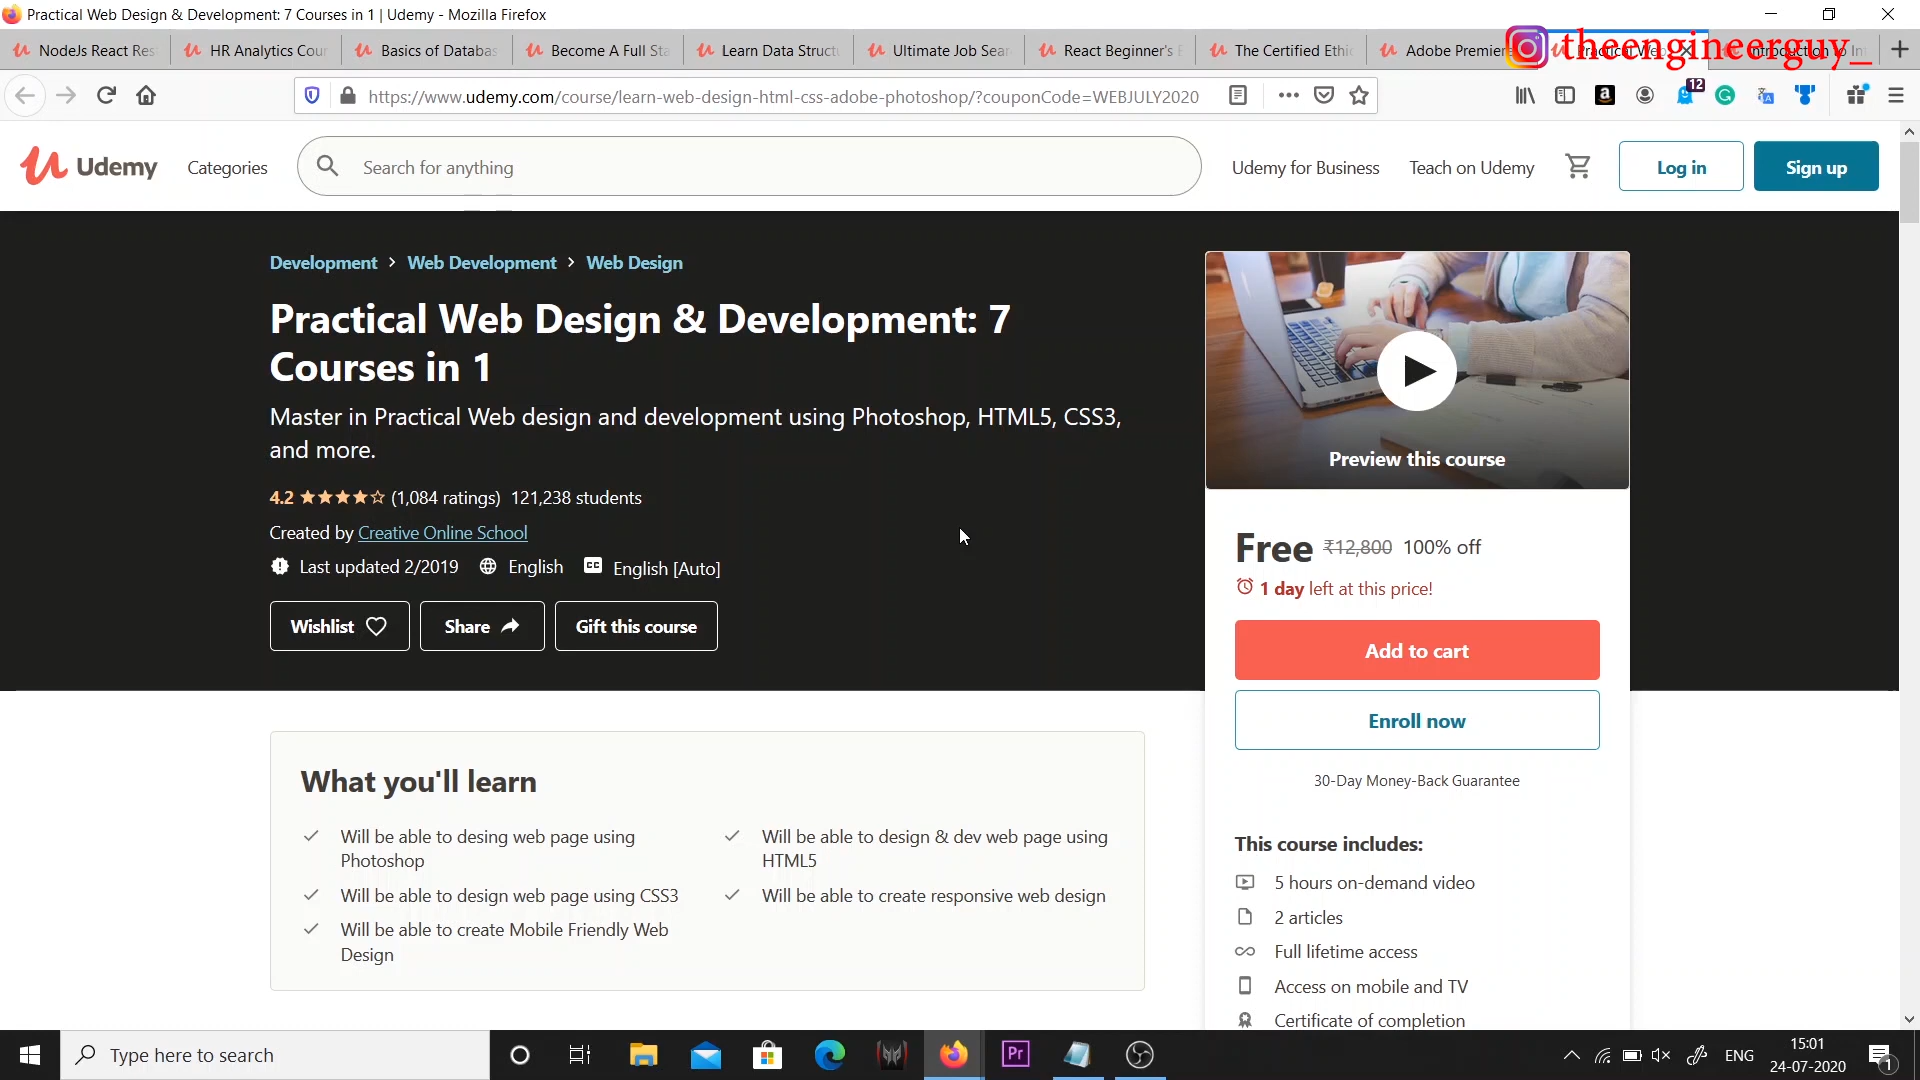 Practical Web Design & Development: 7 Courses in 1 | Udemy - Mozilla Firefox
NodeJs React Res
HR Analytics Cour
Basics of Databas
Become A Full Sta
Learn Data Structu
Ultimate Job Sear
React Beginner's
The Certified Ethic
Adobe Premiere
theengineerguy_
https://www.udemy.com/course/learn-web-design-html-css-adobe-photoshop/?couponCode=WEBJULY2020
12
Udemy
Categories
Search for anything
Udemy for Business
Teach on Udemy
Log in
Sign up
Development > Web Development > Web Design
Practical Web Design & Development: 7
Courses in 1
Master in Practical Web design and development using Photoshop, HTML5, CSS3,
and more.
4.2 (1,084 ratings) 121,238 students
Created by Creative Online School
Last updated 2/2019 English CC English [Auto]
Wishlist
Share
Gift this course
Preview this course
Free ₹12,800 100% off
1 day left at this price!
Add to cart
Enroll now
30-Day Money-Back Guarantee
What you'll learn
Will be able to desing web page using
Photoshop
Will be able to design & dev web page using
HTML5
Will be able to design web page using CSS3
Will be able to create responsive web design
Will be able to create Mobile Friendly Web
Design
This course includes:
5 hours on-demand video
2 articles
Full lifetime access
Access on mobile and TV
Certificate of completion
Type here to search
Pr
ENG
15:01
24-07-2020
1